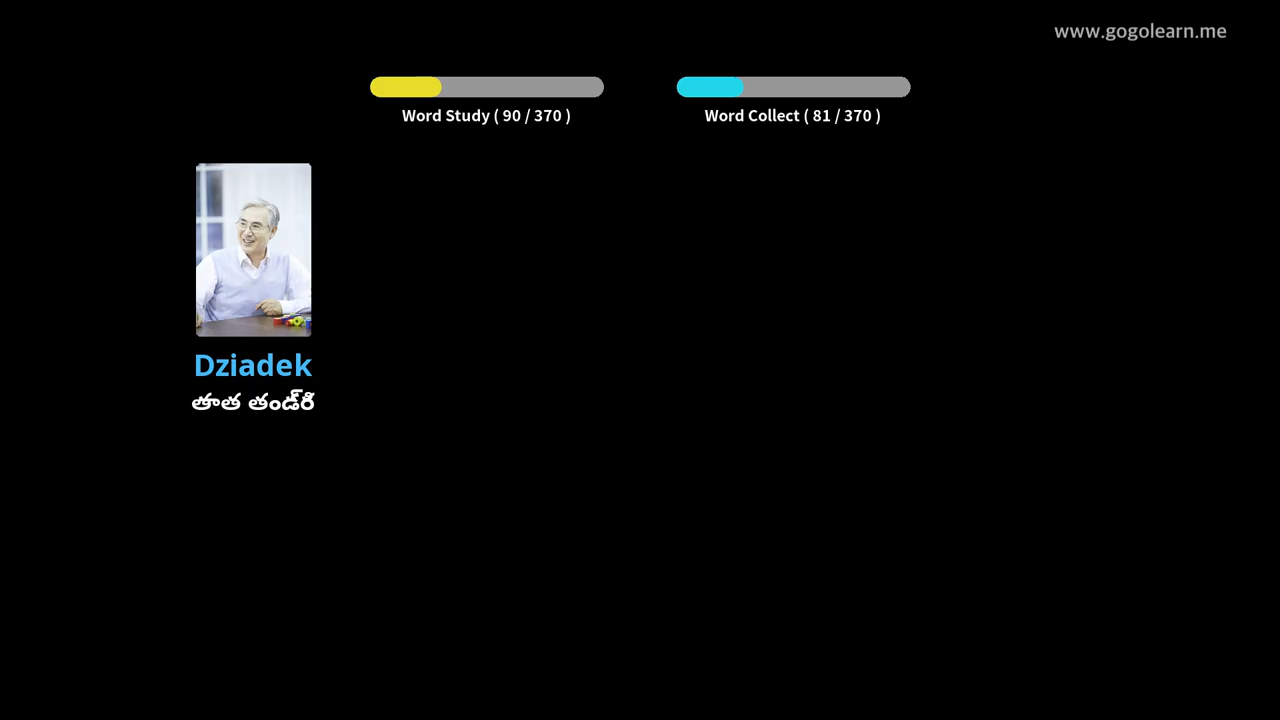 www.gogolearn.me
Word Study ( 90 / 370 )
Word Collect ( 81 / 370 )
Dziadek
తాత తండ్రి